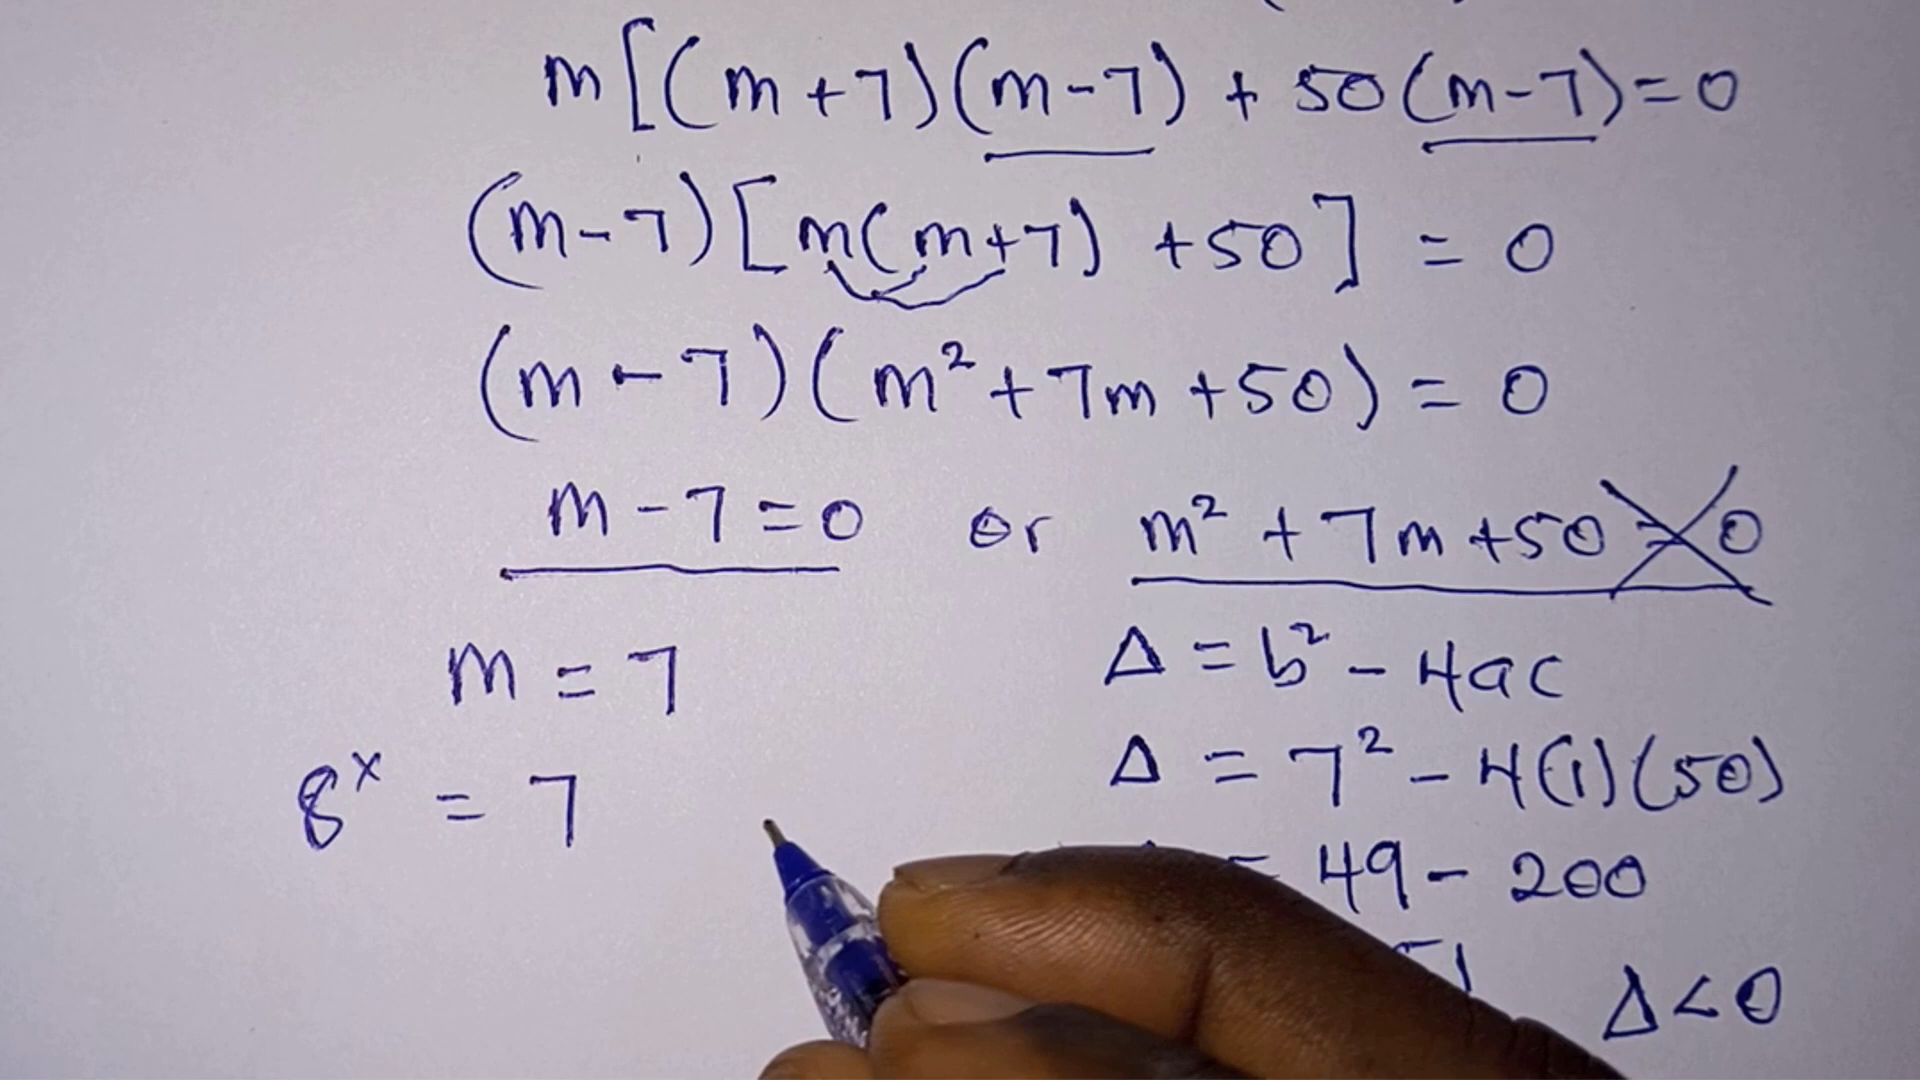 m[(m+7)(m-7) + 50(m-7)=0
(m-7)[m(m+7) +50] = 0
(m-7)(m²+7m+50) = 0
m-7=0 or m²+7m+50=0
m = 7
Δ = b² - 4ac
8ˣ = 7
Δ = 7² - 4(1)(50)
= 49 - 200
Δ<0